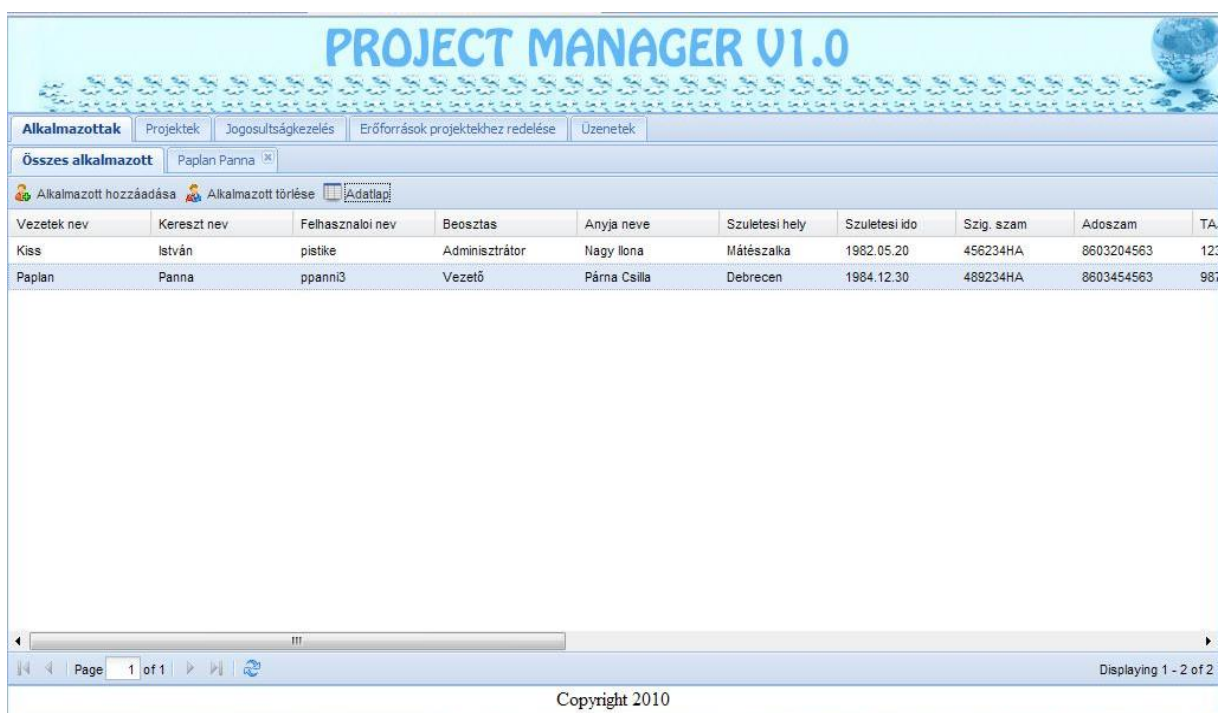 PROJECT MANAGER V1.0
Alkalmazottak Projektek Jogosultságkezelés Erőforrások projektekhez redelése Üzenetek
Összes alkalmazott Paplan Panna
Alkalmazott hozzáadása Alkalmazott törlése Adatlap
Vezetek nev Kereszt nev Felhasznaloi nev Beosztas Anyja neve Szuletesi hely Szuletesi ido Szig. szam Adoszam TA
Kiss István pistike Adminisztrátor Nagy Ilona Mátészalka 1982.05.20 456234HA 8603204563 123
Paplan Panna ppanni3 Vezető Párna Csilla Debrecen 1984.12.30 489234HA 8603454563 987
Page 1 of 1 Displaying 1 - 2 of 2
Copyright 2010